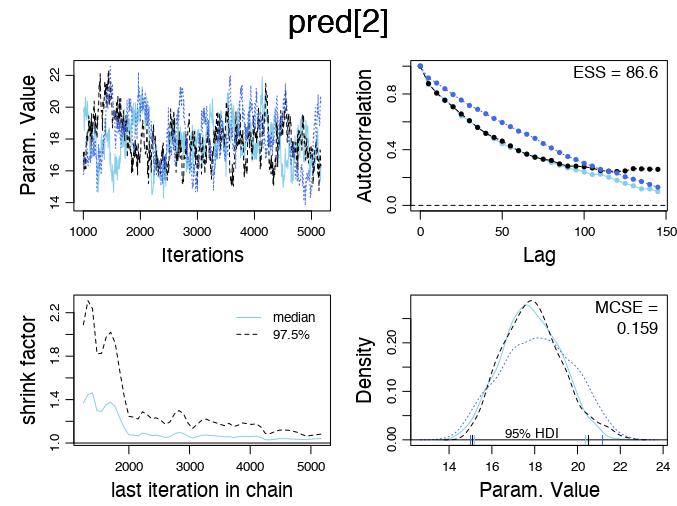 pred[2]
Param. Value
14 16 18 20 22
1000 2000 3000 4000 5000
Iterations
ESS = 86.6
Autocorrelation
0.0 0.4 0.8
0 50 100 150
Lag
shrink factor
1.0 1.4 1.8 2.2
median
97.5%
2000 3000 4000 5000
last iteration in chain
MCSE =
0.159
Density
0.00 0.10 0.20
95% HDI
14 16 18 20 22 24
Param. Value